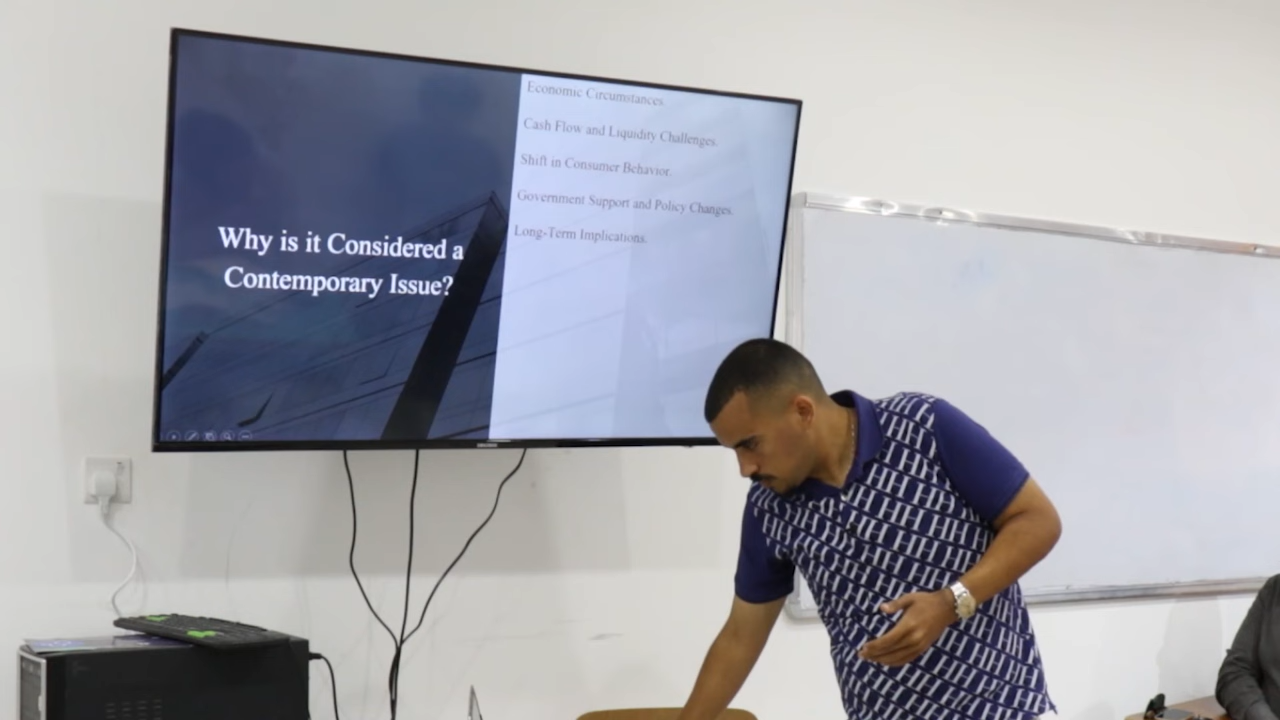 Why is it Considered a
Contemporary Issue?
Economic Circumstances.
Cash Flow and Liquidity Challenges.
Shift in Consumer Behavior.
Government Support and Policy Changes.
Long-Term Implications.